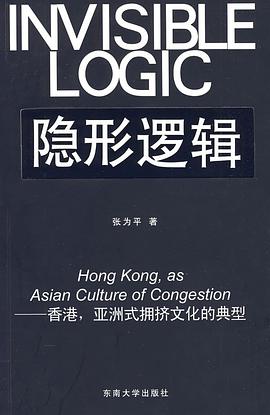 INVISIBLE
LOGIC
隐形逻辑
张为平 著
Hong Kong, as
Asian Culture of Congestion
——香港，亚洲式拥挤文化的典型
东南大学出版社